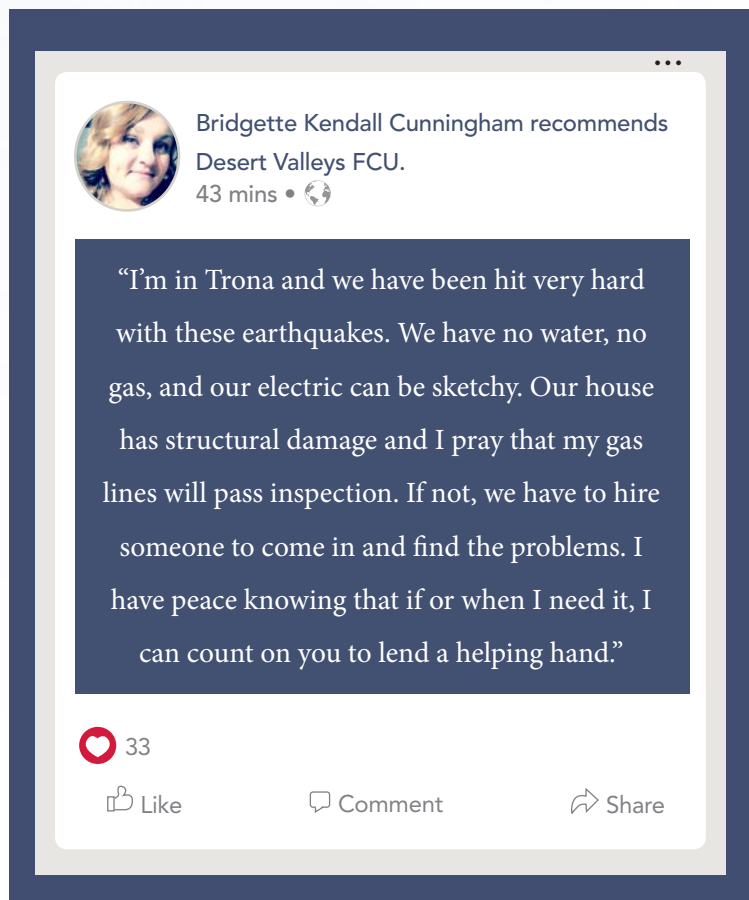 Bridgette Kendall Cunningham recommends
Desert Valleys FCU.
43 mins •
“I’m in Trona and we have been hit very hard
with these earthquakes. We have no water, no
gas, and our electric can be sketchy. Our house
has structural damage and I pray that my gas
lines will pass inspection. If not, we have to hire
someone to come in and find the problems. I
have peace knowing that if or when I need it, I
can count on you to lend a helping hand.”
33
Like Comment Share